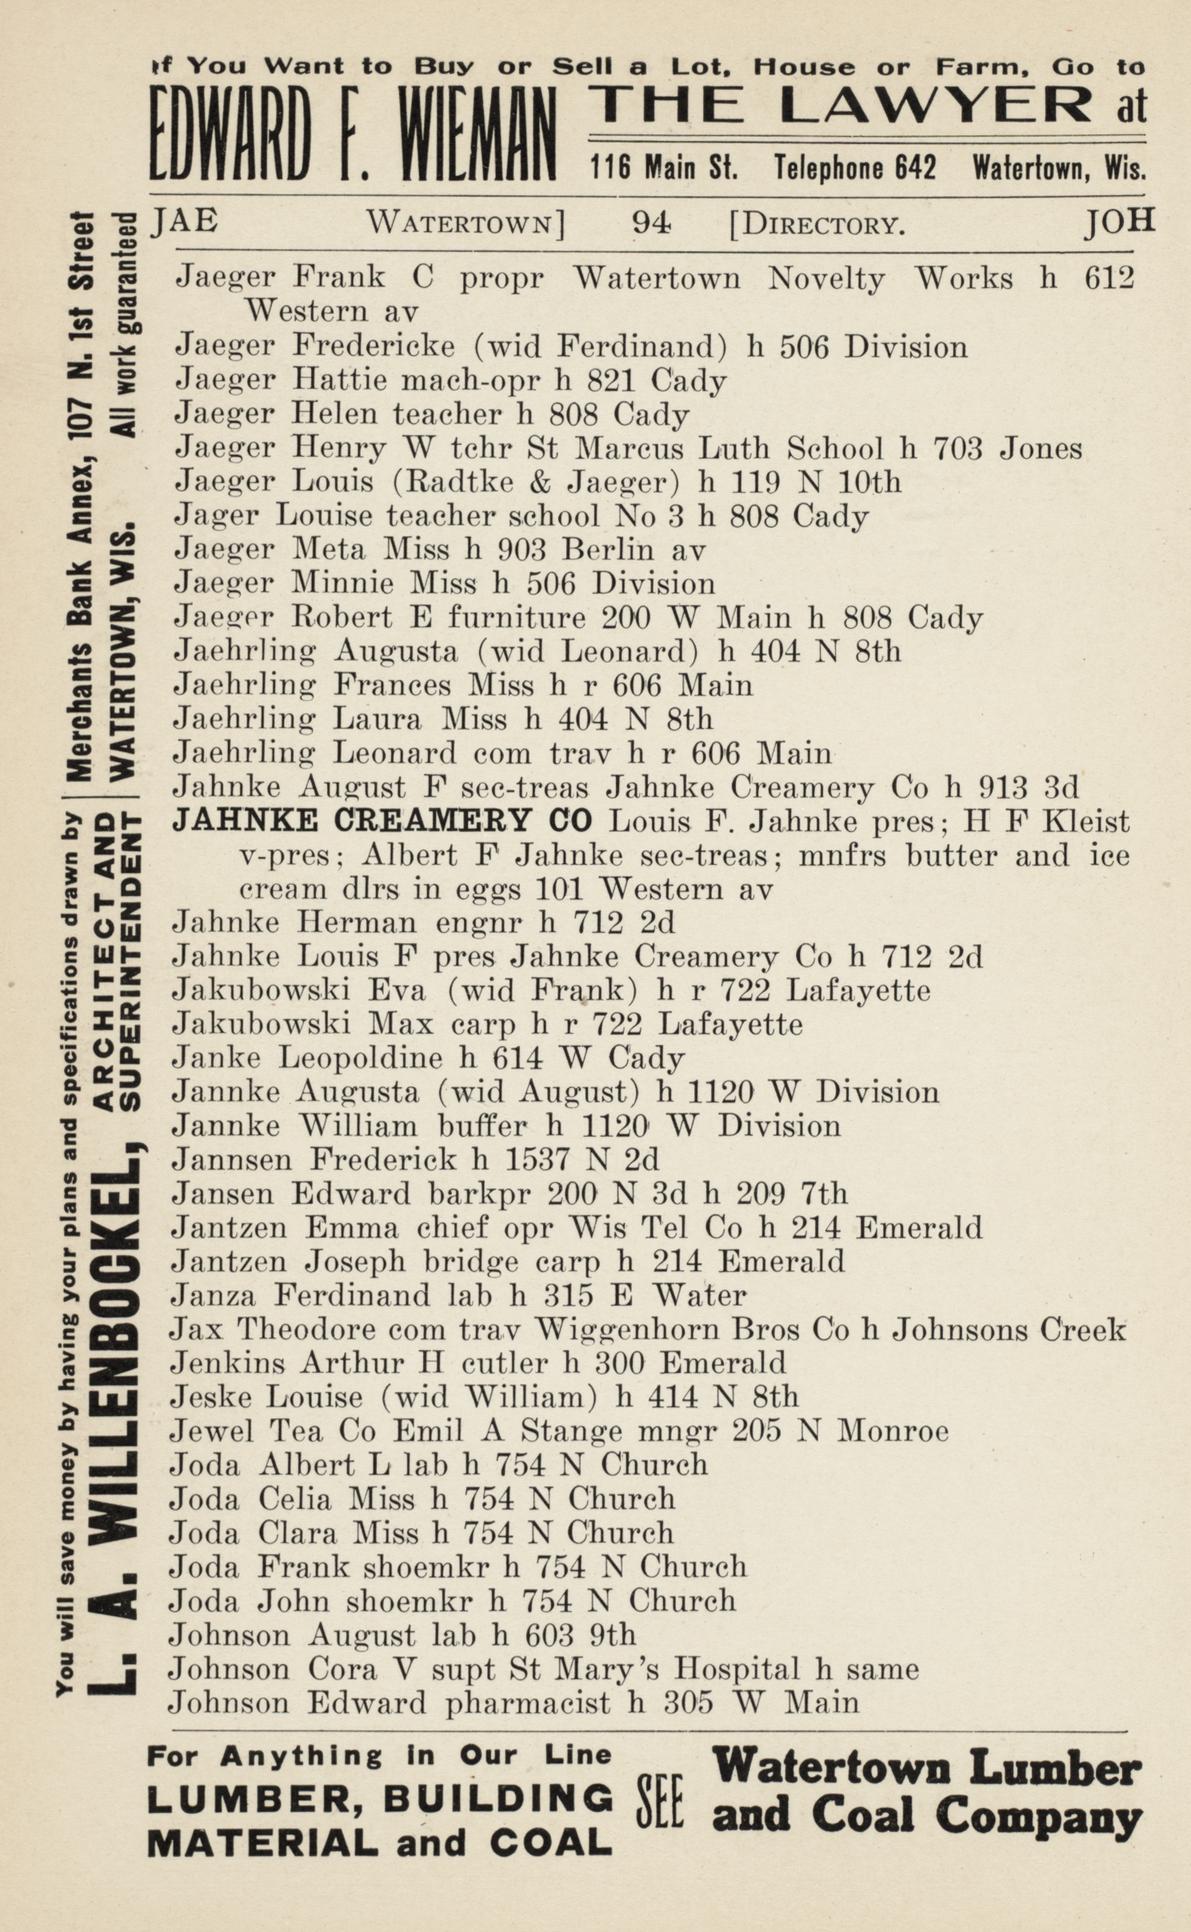 If You Want to Buy or Sell a Lot, House or Farm, Go to
EDWARD F. WIEMAN THE LAWYER at
116 Main St. Telephone 642 Watertown, Wis.
JAE WATERTOWN] 94 [DIRECTORY. JOH
Jaeger Frank C propr Watertown Novelty Works h 612
Western av
Jaeger Fredericke (wid Ferdinand) h 506 Division
Jaeger Hattie mach-opr h 821 Cady
Jaeger Helen teacher h 808 Cady
Jaeger Henry W tchr St Marcus Luth School h 703 Jones
Jaeger Louis (Radtke & Jaeger) h 119 N 10th
Jager Louise teacher school No 3 h 808 Cady
Jaeger Meta Miss h 903 Berlin av
Jaeger Minnie Miss h 506 Division
Jaeger Robert E furniture 200 W Main h 808 Cady
Jaehrling Augusta (wid Leonard) h 404 N 8th
Jaehrling Frances Miss h r 606 Main
Jaehrling Laura Miss h 404 N 8th
Jaehrling Leonard com trav h r 606 Main
Jahnke August F sec-treas Jahnke Creamery Co h 913 3d
JAHNKE CREAMERY CO Louis F. Jahnke pres; H F Kleist
v-pres; Albert F Jahnke sec-treas; mnfrs butter and ice
cream dlrs in eggs 101 Western av
Jahnke Herman engnr h 712 2d
Jahnke Louis F pres Jahnke Creamery Co h 712 2d
Jakubowski Eva (wid Frank) h r 722 Lafayette
Jakubowski Max carp h r 722 Lafayette
Janke Leopoldine h 614 W Cady
Jannke Augusta (wid August) h 1120 W Division
Jannke William buffer h 1120 W Division
Jannsen Frederick h 1537 N 2d
Jansen Edward barkpr 200 N 3d h 209 7th
Jantzen Emma chief opr Wis Tel Co h 214 Emerald
Jantzen Joseph bridge carp h 214 Emerald
Janza Ferdinand lab h 315 E Water
Jax Theodore com trav Wiggenhorn Bros Co h Johnsons Creek
Jenkins Arthur H cutler h 300 Emerald
Jeske Louise (wid William) h 414 N 8th
Jewel Tea Co Emil A Stange mngr 205 N Monroe
Joda Albert L lab h 754 N Church
Joda Celia Miss h 754 N Church
Joda Clara Miss h 754 N Church
Joda Frank shoemkr h 754 N Church
Joda John shoemkr h 754 N Church
Johnson August lab h 603 9th
Johnson Cora V supt St Mary's Hospital h same
Johnson Edward pharmacist h 305 W Main
You will save money by having your plans and specifications drawn by
L. A. WILLENBOCKEL, ARCHITECT AND
SUPERINTENDENT
Merchants Bank Annex, 107 N. 1st Street
WATERTOWN, WIS. All work guaranteed
For Anything in Our Line
LUMBER, BUILDING
MATERIAL and COAL
SEE
Watertown Lumber
and Coal Company